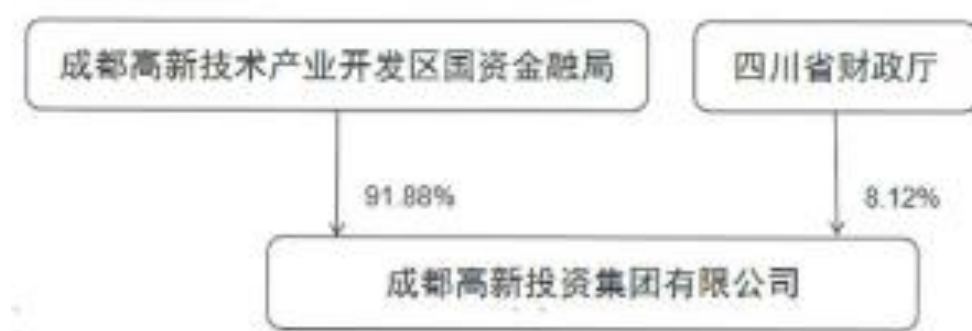 成都高新技术产业开发区国资金融局
四川省财政厅
91.88%
8.12%
成都高新投资集团有限公司